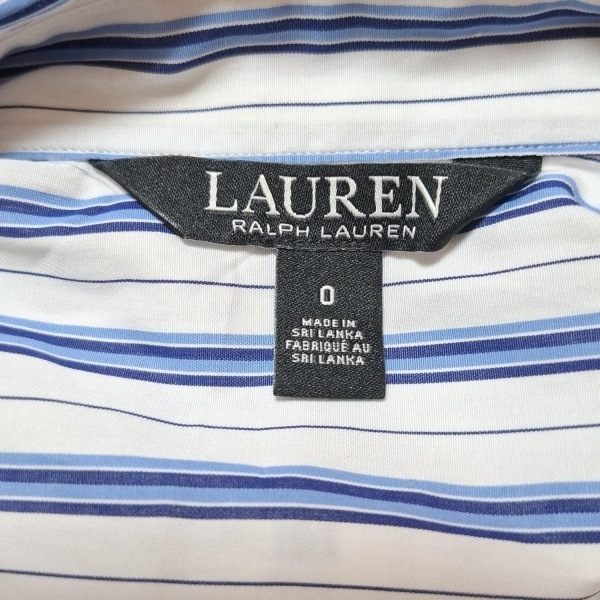 LAUREN
RALPH LAUREN
0
MADE IN
SRI LANKA
FABRIQUÉ AU
SRI LANKA